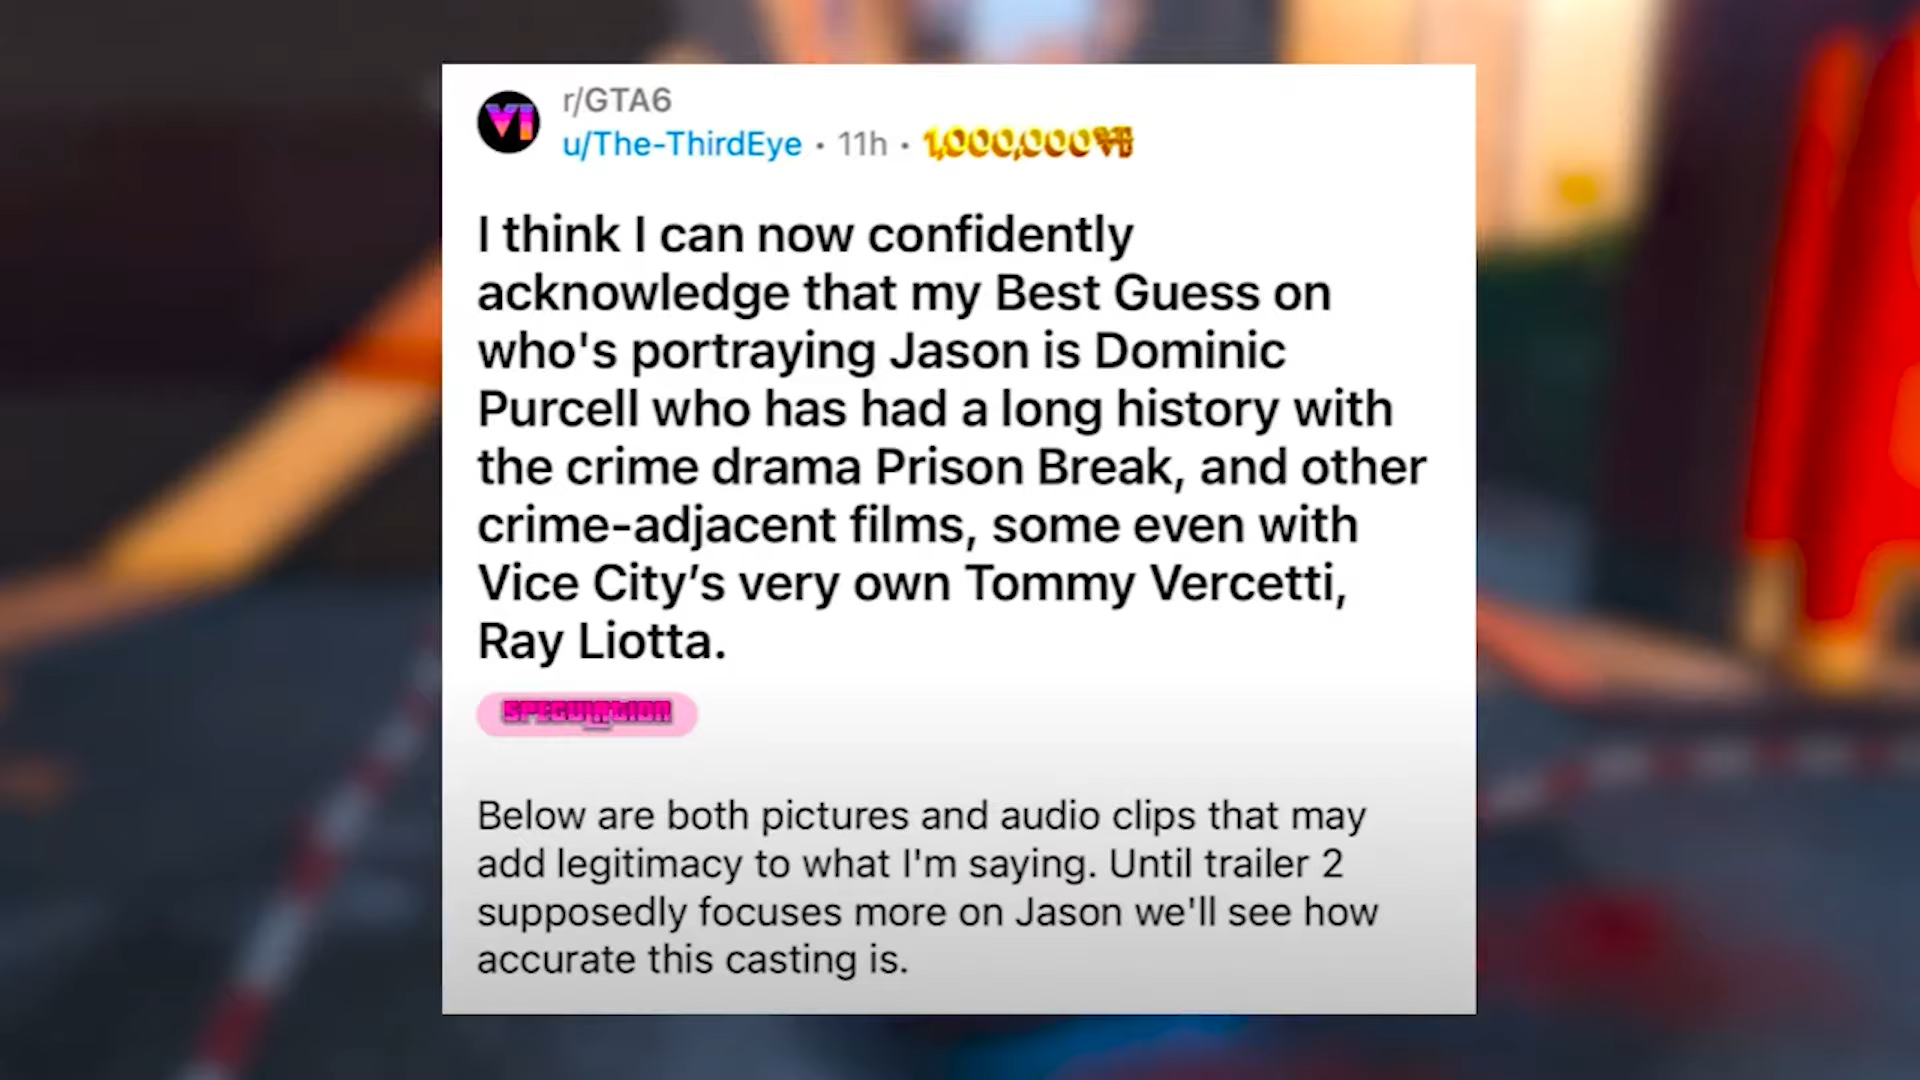 VI
r/GTA6
u/The-ThirdEye • 11h • 1,000,000
I think I can now confidently
acknowledge that my Best Guess on
who's portraying Jason is Dominic
Purcell who has had a long history with
the crime drama Prison Break, and other
crime-adjacent films, some even with
Vice City’s very own Tommy Vercetti,
Ray Liotta.
SPECULATION
Below are both pictures and audio clips that may
add legitimacy to what I'm saying. Until trailer 2
supposedly focuses more on Jason we'll see how
accurate this casting is.